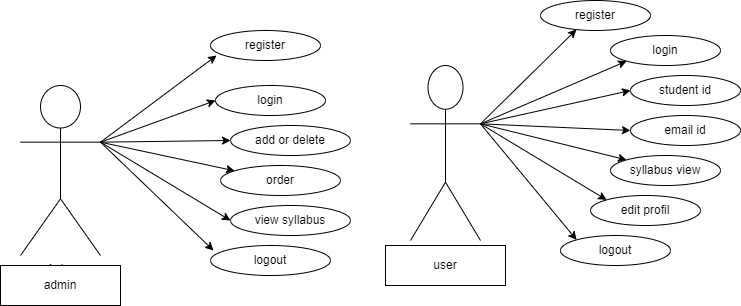 register
login
add or delete
order
view syllabus
logout
admin
register
login
student id
email id
syllabus view
edit profil
logout
user